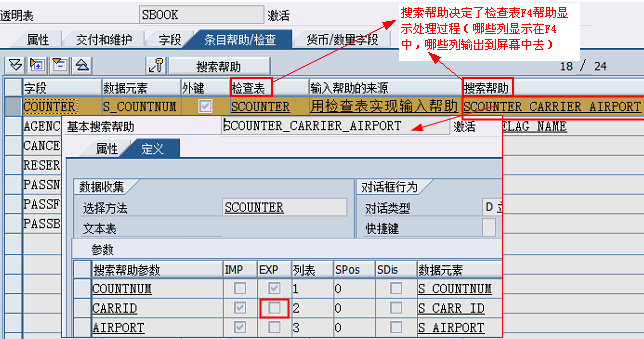 透明表 SBOOK 激活
搜索帮助决定了检查表F4帮助显
示处理过程（哪些列显示在F4
中，哪些列输出到屏幕中去）
属性 交付和维护 字段 条目帮助/检查 货币/数量字段
搜索帮助 18 / 24
字段 数据元素 外键 检查表 输入帮助的来源 搜索帮助
COUNTER S_COUNTNUM SCOUNTER 用检查表实现输入帮助 SCOUNTER_CARRIER_AIRPORT
AGENC ELAG_NAME
基本搜索帮助 SCOUNTER_CARRIER_AIRPORT 激活
CANCE
属性 定义
RESER
PASSN
数据收集 对话框行为
PASSF
选择方法 SCOUNTER 对话类型 D
PASSB
文本表 快捷键
参数
搜索帮助参数 IMP EXP 列表 SPos SDis 数据元素
COUNTNUM 1 0 S_COUNTNUM
CARRID 2 0 S_CARR_ID
AIRPORT 3 0 S_AIRPORT